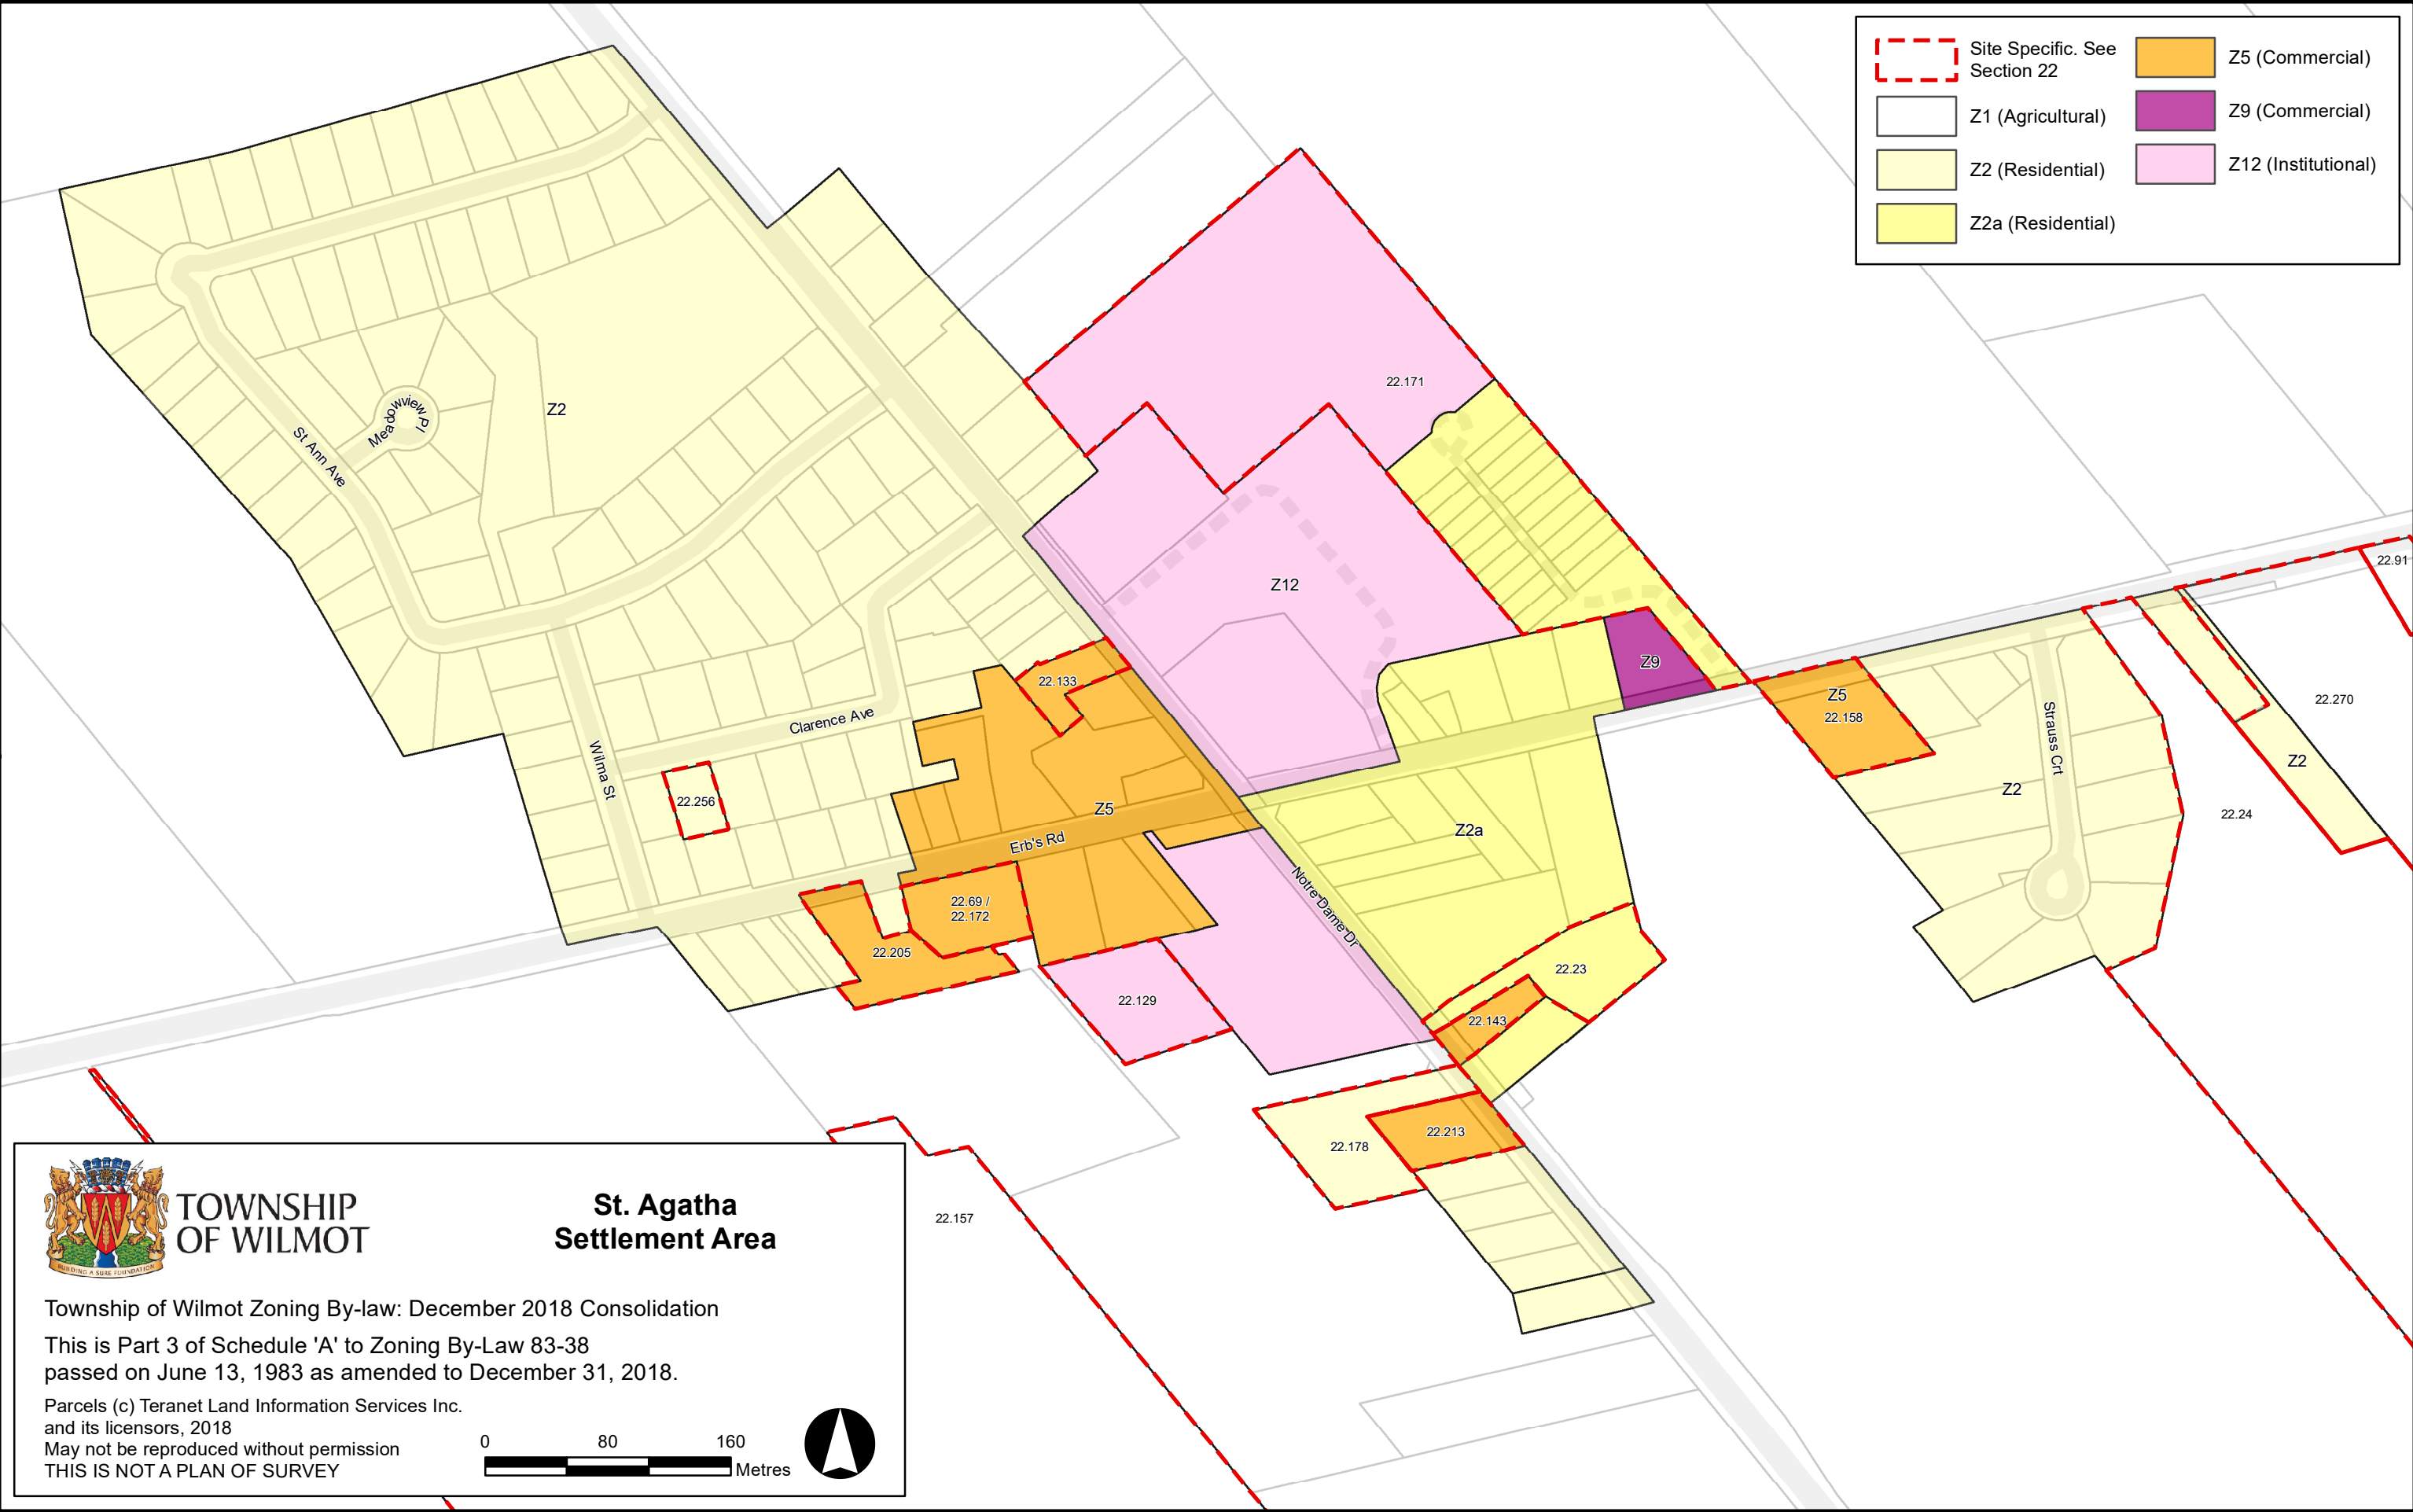 Site Specific. See
Section 22
Z1 (Agricultural)
Z2 (Residential)
Z2a (Residential)
Z5 (Commercial)
Z9 (Commercial)
Z12 (Institutional)
22.171
Z2
Meadowview Pl
St Ann Ave
22.91
Z12
Z9
22.133
Z5
22.158
22.270
Clarence Ave
Strauss Crt
Wilma St
22.256
Z5
Z2
Z2
Erb's Rd
Z2a
22.24
22.69 /
22.172
Notre Dame Dr
22.205
22.23
22.129
22.143
22.178
22.213
22.157
BUILDING A SURE FOUNDATION
TOWNSHIP
OF WILMOT
St. Agatha
Settlement Area
Township of Wilmot Zoning By-law: December 2018 Consolidation
This is Part 3 of Schedule 'A' to Zoning By-Law 83-38
passed on June 13, 1983 as amended to December 31, 2018.
Parcels (c) Teranet Land Information Services Inc.
and its licensors, 2018
May not be reproduced without permission
THIS IS NOT A PLAN OF SURVEY
0 80 160
Metres